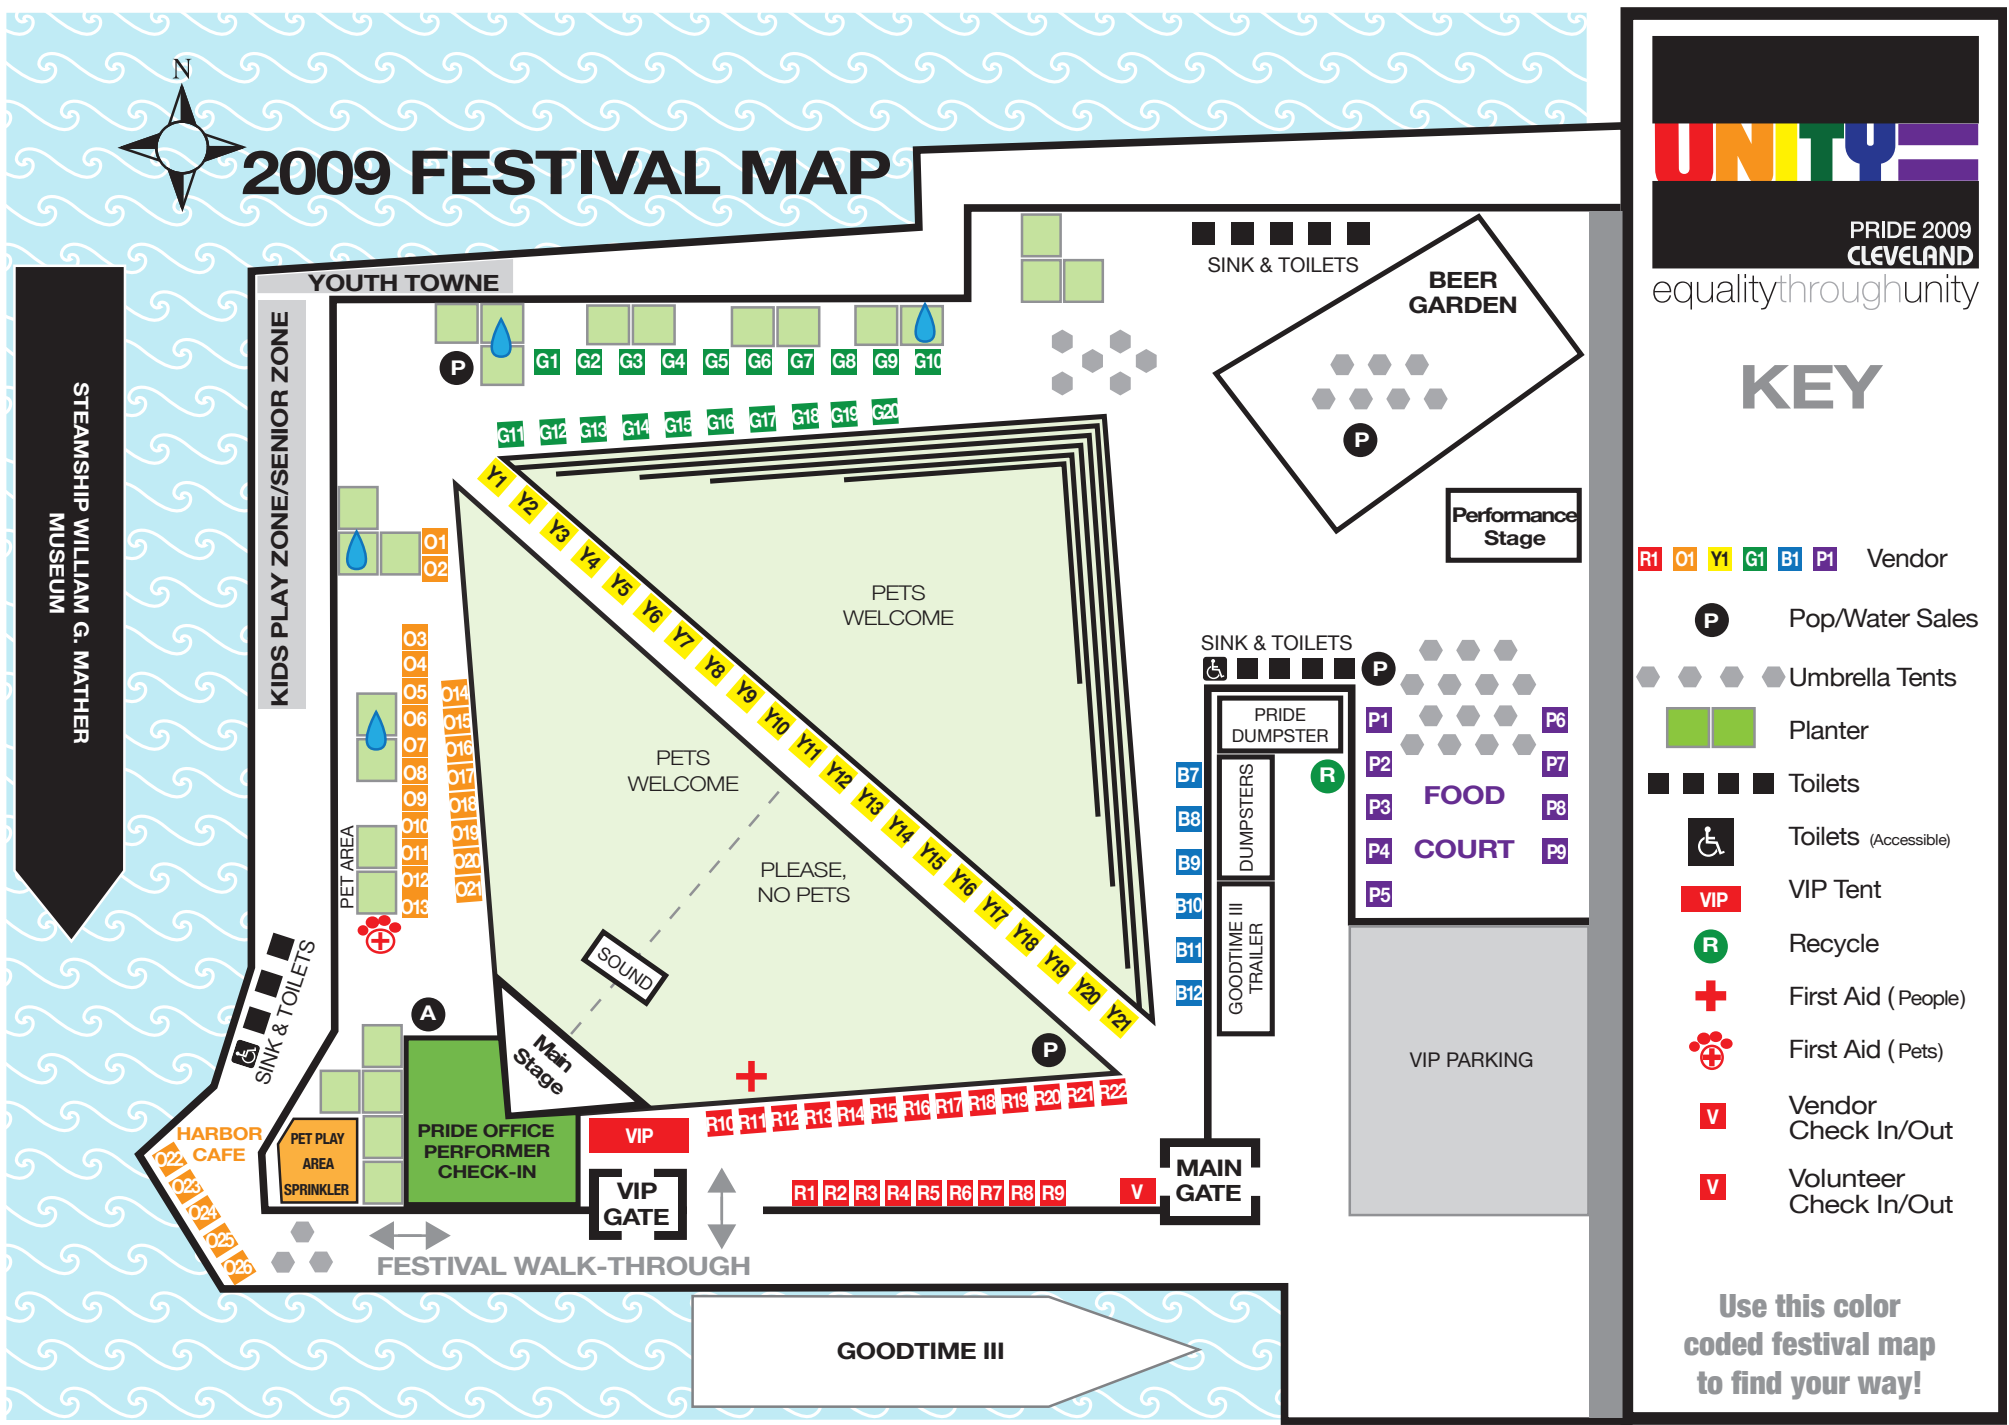 N
2009 FESTIVAL MAP
YOUTH TOWNE
KIDS PLAY ZONE/SENIOR ZONE
STEAMSHIP WILLIAM G. MATHER
MUSEUM
SINK & TOILETS
BEER
GARDEN
P
P
G1 G2 G3 G4 G5 G6 G7 G8 G9 G10
G11 G12 G13 G14 G15 G16 G17 G18 G19 G20
Performance
Stage
Y1
Y2
Y3
Y4
Y5
Y6
Y7
Y8
Y9
Y10
Y11
Y12
Y13
Y14
Y15
Y16
Y17
Y18
Y19
Y20
Y21
PETS
WELCOME
PETS
WELCOME
PLEASE,
NO PETS
SOUND
Main
Stage
P
O1
O2
O3
O4
O5
O6
O7
O8
O9
O10
O11
O12
O13
O14
O15
O16
O17
O18
O19
O20
O21
PET AREA
SINK & TOILETS
A
PRIDE OFFICE
PERFORMER
CHECK-IN
PET PLAY
AREA
SPRINKLER
HARBOR
CAFE
O22
O23
O24
O25
O26
SINK & TOILETS
P
PRIDE
DUMPSTER
DUMPSTERS
GOODTIME III
TRAILER
R
B7
B8
B9
B10
B11
B12
P1
P2
P3
P4
P5
P6
P7
P8
P9
FOOD
COURT
VIP PARKING
R10 R11 R12 R13 R14 R15 R16 R17 R18 R19 R20 R21 R22
VIP
VIP
GATE
R1 R2 R3 R4 R5 R6 R7 R8 R9
V
MAIN
GATE
FESTIVAL WALK-THROUGH
GOODTIME III
UNITY
PRIDE 2009
CLEVELAND
equalitythroughunity
KEY
R1 O1 Y1 G1 B1 P1 Vendor
P Pop/Water Sales
Umbrella Tents
Planter
Toilets
Toilets (Accessible)
VIP VIP Tent
R Recycle
First Aid (People)
First Aid (Pets)
V Vendor
Check In/Out
V Volunteer
Check In/Out
Use this color
coded festival map
to find your way!